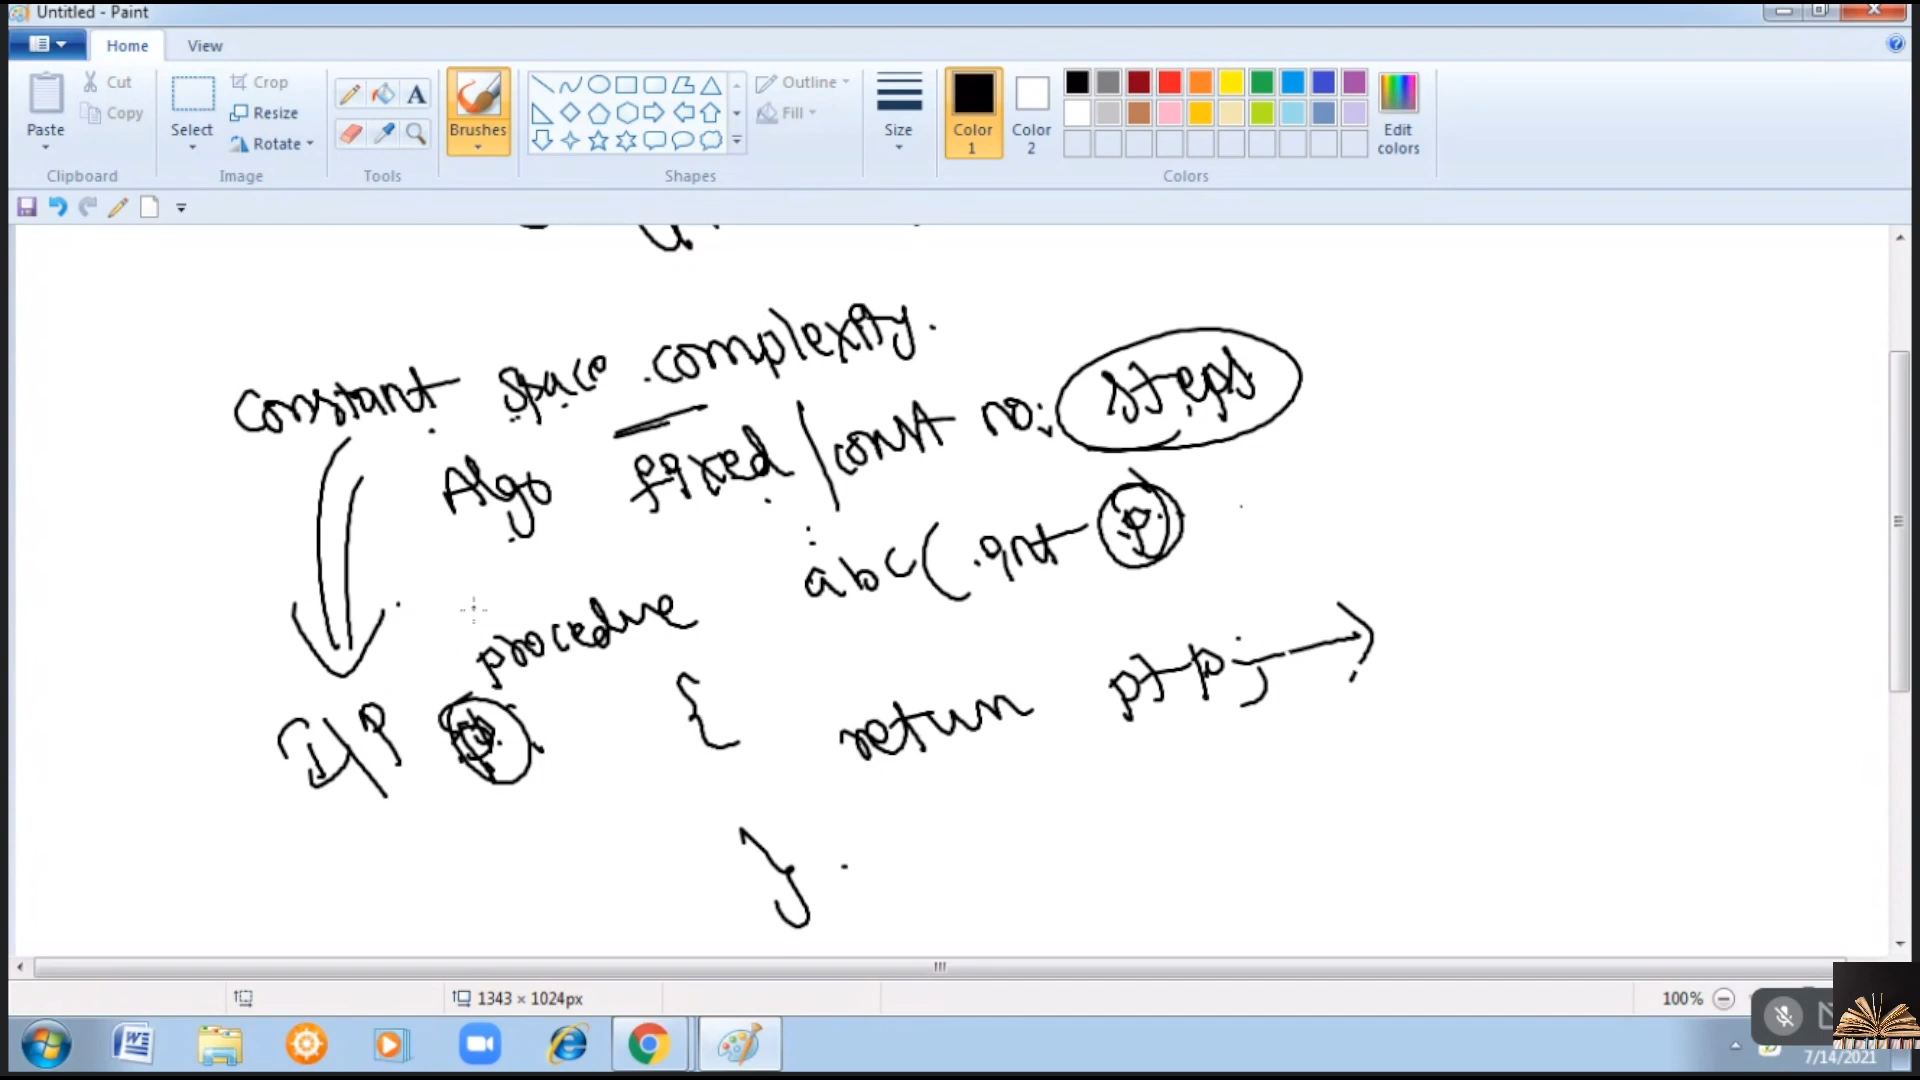 Untitled - Paint
Home View
Paste
Cut
Copy
Clipboard
Select
Crop
Resize
Rotate
Image
A
Tools
Brushes
Shapes
Outline
Fill
Size
Color 1
Color 2
Edit colors
Colors
Constant space complexity.
Algo fixed / const no: steps
procedure abc( int p
I/P
{ return p*p;
}
1343 × 1024px
100%
7/14/2021